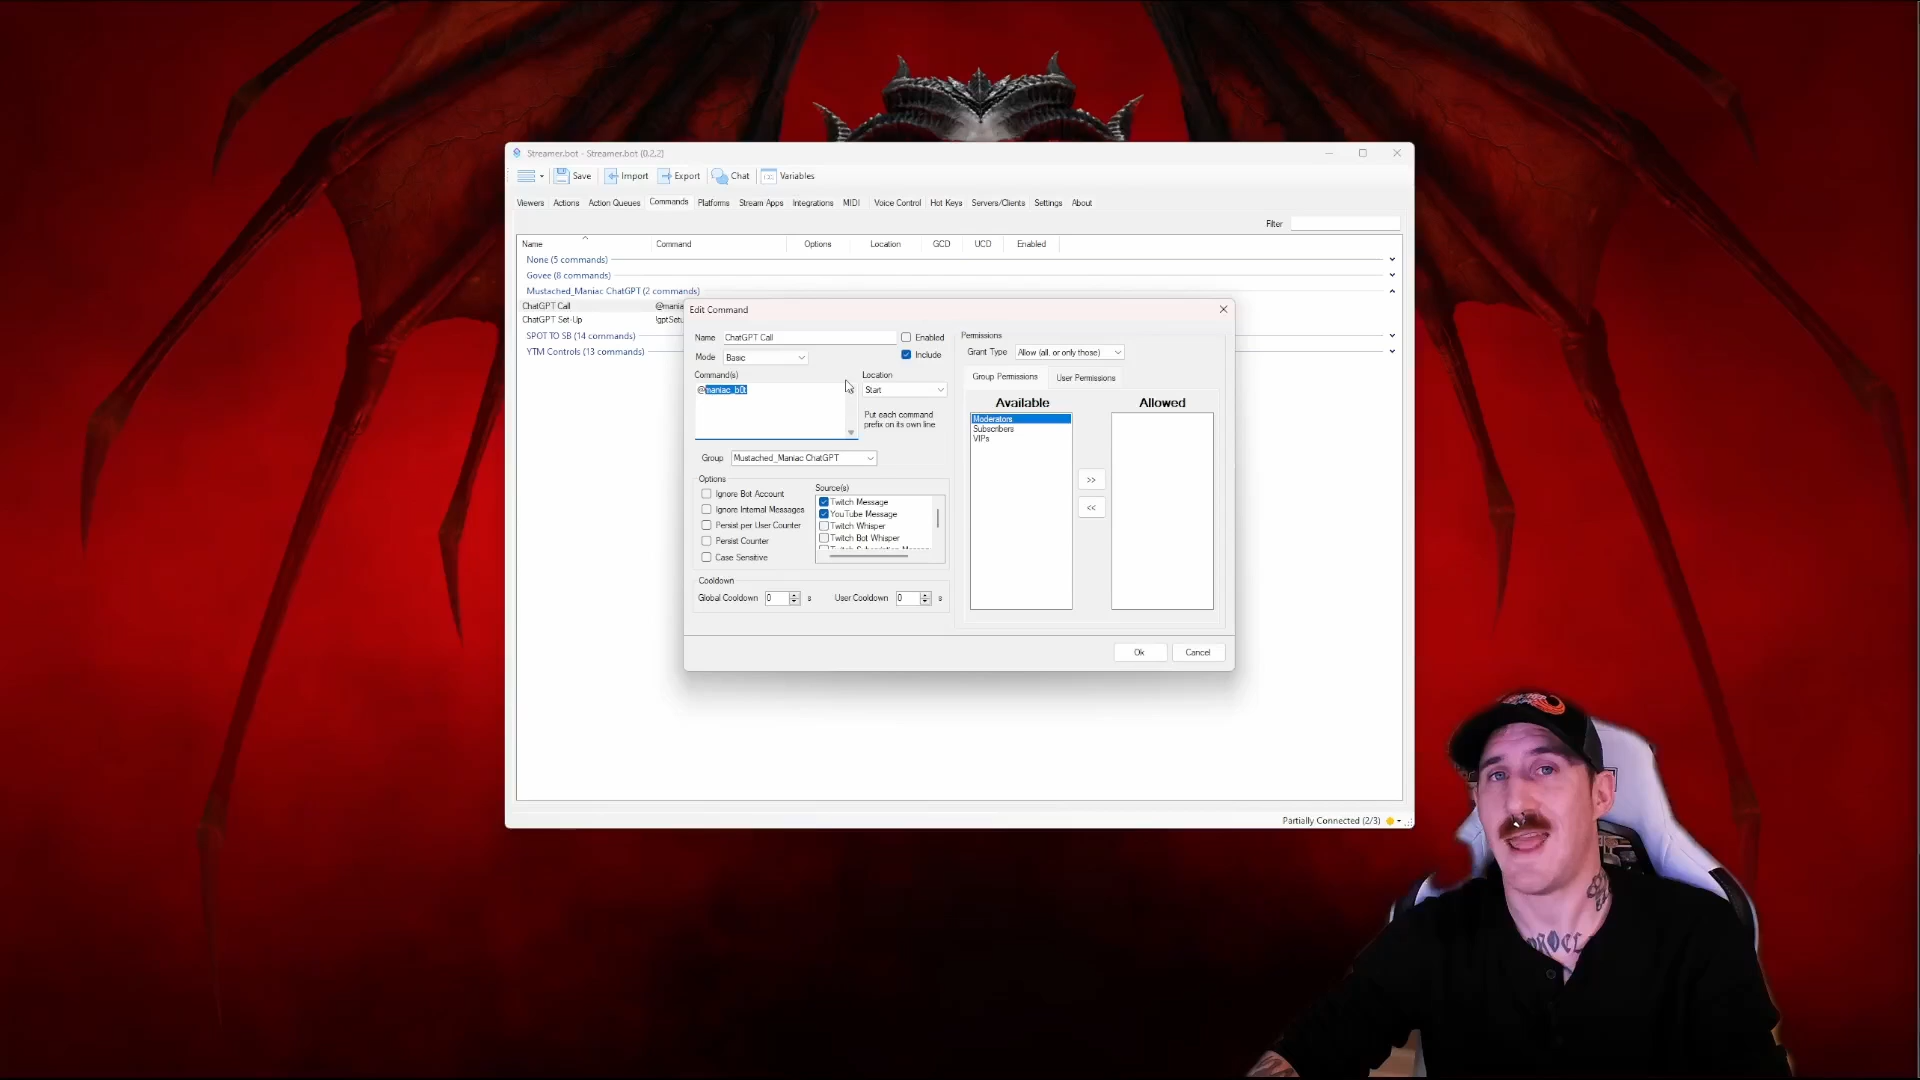 Streamer.bot - Streamer.bot (0.2.2)
Save Import Export Chat Variables
Viewers Actions Action Queues Commands Platforms Stream Apps Integrations MIDI Voice Control Hot Keys Servers/Clients Settings About
Filter
Name Command Options Location GCD UCD Enabled
None (5 commands)
Govee (8 commands)
Mustached_Maniac ChatGPT (2 commands)
ChatGPT Call @mania
ChatGPT Set-Up !gptSetu
SPOT TO SB (14 commands)
YTM Controls (13 commands)
Edit Command
Name ChatGPT Call Enabled
Mode Basic Include
Command(s) Location
@maniac_b0t Start
Put each command
prefix on its own line
Group Mustached_Maniac ChatGPT
Options
Ignore Bot Account
Ignore Internal Messages
Persist per User Counter
Persist Counter
Case Sensitive
Source(s)
Twitch Message
YouTube Message
Twitch Whisper
Twitch Bot Whisper
Cooldown
Global Cooldown 0 s User Cooldown 0 s
Permissions
Grant Type Allow (all, or only those)
Group Permissions User Permissions
Available Allowed
Moderators
Subscribers
VIPs
>>
<<
Ok Cancel
Partially Connected (2/3)